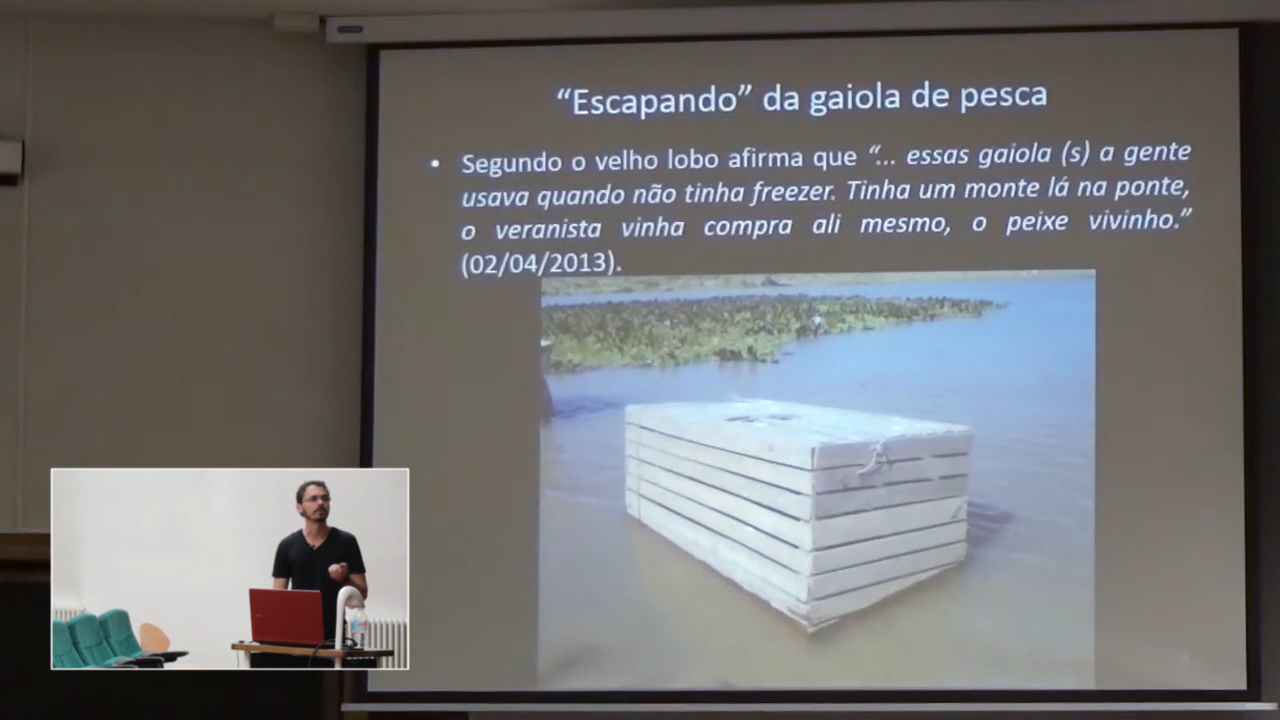 “Escapando” da gaiola de pesca
• Segundo o velho lobo afirma que “... essas gaiola (s) a gente
usava quando não tinha freezer. Tinha um monte lá na ponte,
o veranista vinha compra ali mesmo, o peixe vivinho.”
(02/04/2013).